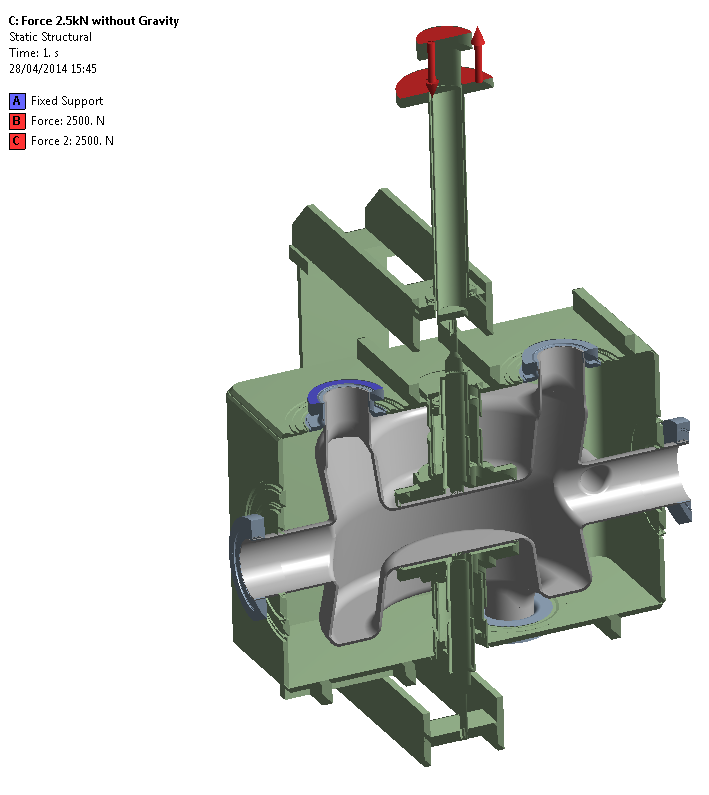 C: Force 2.5kN without Gravity
Static Structural
Time: 1. s
28/04/2014 15:45
A Fixed Support
B Force: 2500. N
C Force 2: 2500. N